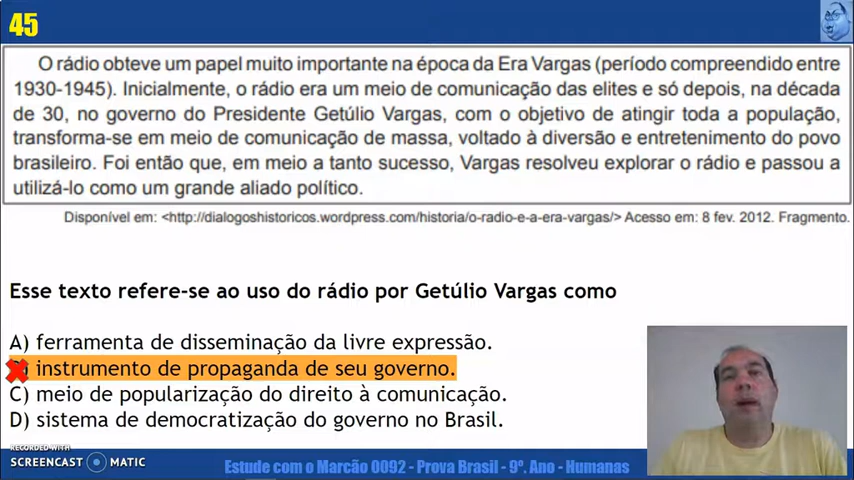 45
O rádio obteve um papel muito importante na época da Era Vargas (período compreendido entre
1930-1945). Inicialmente, o rádio era um meio de comunicação das elites e só depois, na década
de 30, no governo do Presidente Getúlio Vargas, com o objetivo de atingir toda a população,
transforma-se em meio de comunicação de massa, voltado à diversão e entretenimento do povo
brasileiro. Foi então que, em meio a tanto sucesso, Vargas resolveu explorar o rádio e passou a
utilizá-lo como um grande aliado político.
Disponível em: <http://dialogoshistoricos.wordpress.com/historia/o-radio-e-a-era-vargas/> Acesso em: 8 fev. 2012. Fragmento.
Esse texto refere-se ao uso do rádio por Getúlio Vargas como
A) ferramenta de disseminação da livre expressão.
instrumento de propaganda de seu governo.
C) meio de popularização do direito à comunicação.
D) sistema de democratização do governo no Brasil.
RECORDED WITH
SCREENCAST MATIC
Estude com o Marcão 0092 - Prova Brasil - 9º. Ano - Humanas